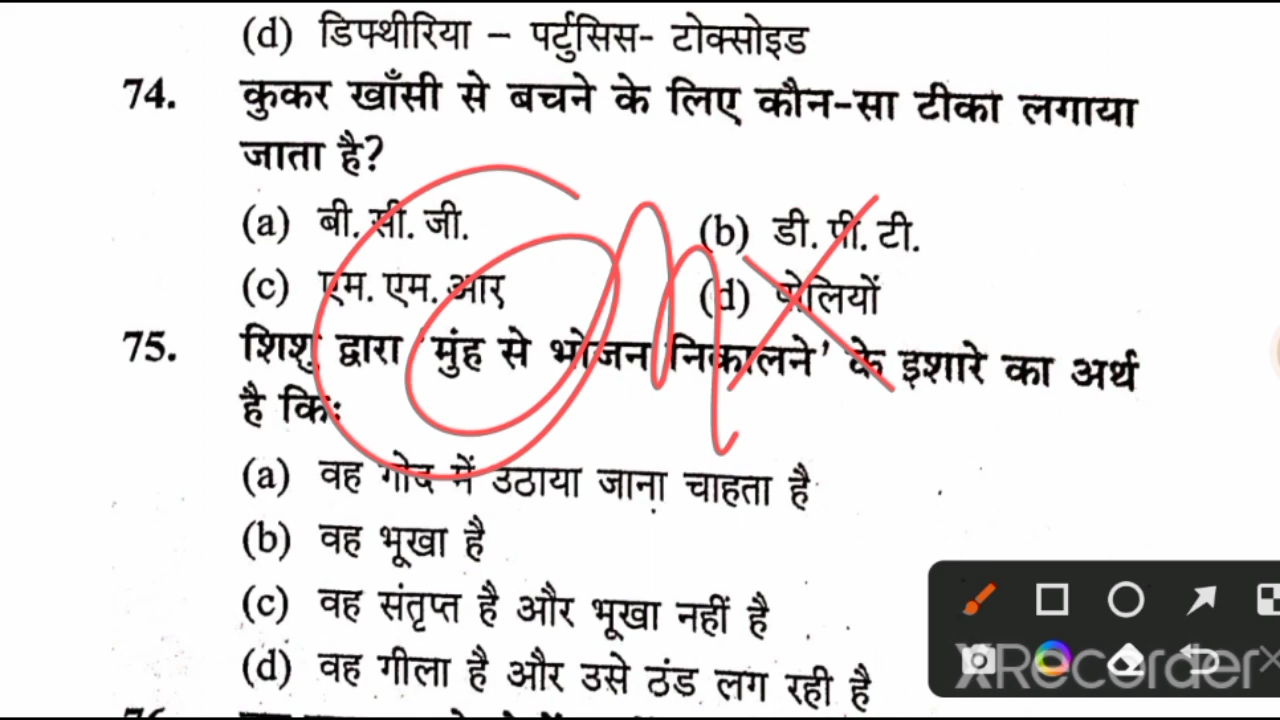 (d) डिफ्थीरिया – पर्टुसिस- टोक्सोइड
74. कुकर खाँसी से बचने के लिए कौन-सा टीका लगाया
जाता है?
(a) बी. सी. जी. (b) डी. पी. टी.
(c) एम. एम. आर (d) पोलियों
75. शिशु द्वारा 'मुंह से भोजन निकालने' के इशारे का अर्थ
है किः
(a) वह गोद में उठाया जाना चाहता है
(b) वह भूखा है
(c) वह संतृप्त है और भूखा नहीं है
(d) वह गीला है और उसे ठंड लग रही है
XRecorder